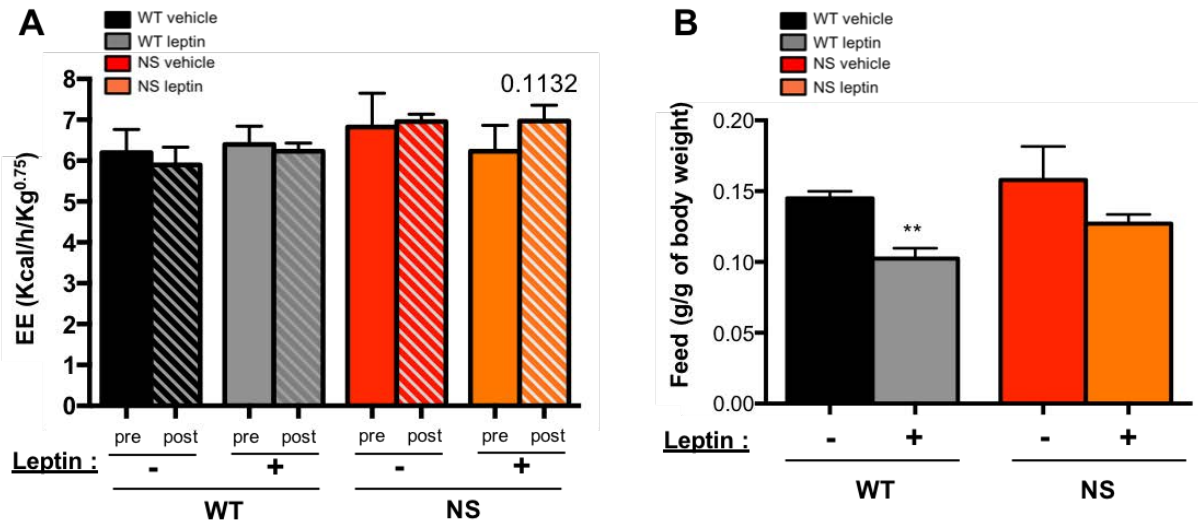 A
WT vehicle
WT leptin
NS vehicle
NS leptin
0.1132
EE (Kcal/h/Kg0.75)
8
7
6
5
4
3
2
1
0
pre post pre post pre post pre post
Leptin : - + - +
WT NS
B
WT vehicle
WT leptin
NS vehicle
NS leptin
Feed (g/g of body weight)
0.20
0.15
0.10
0.05
0.00
**
Leptin : - + - +
WT NS